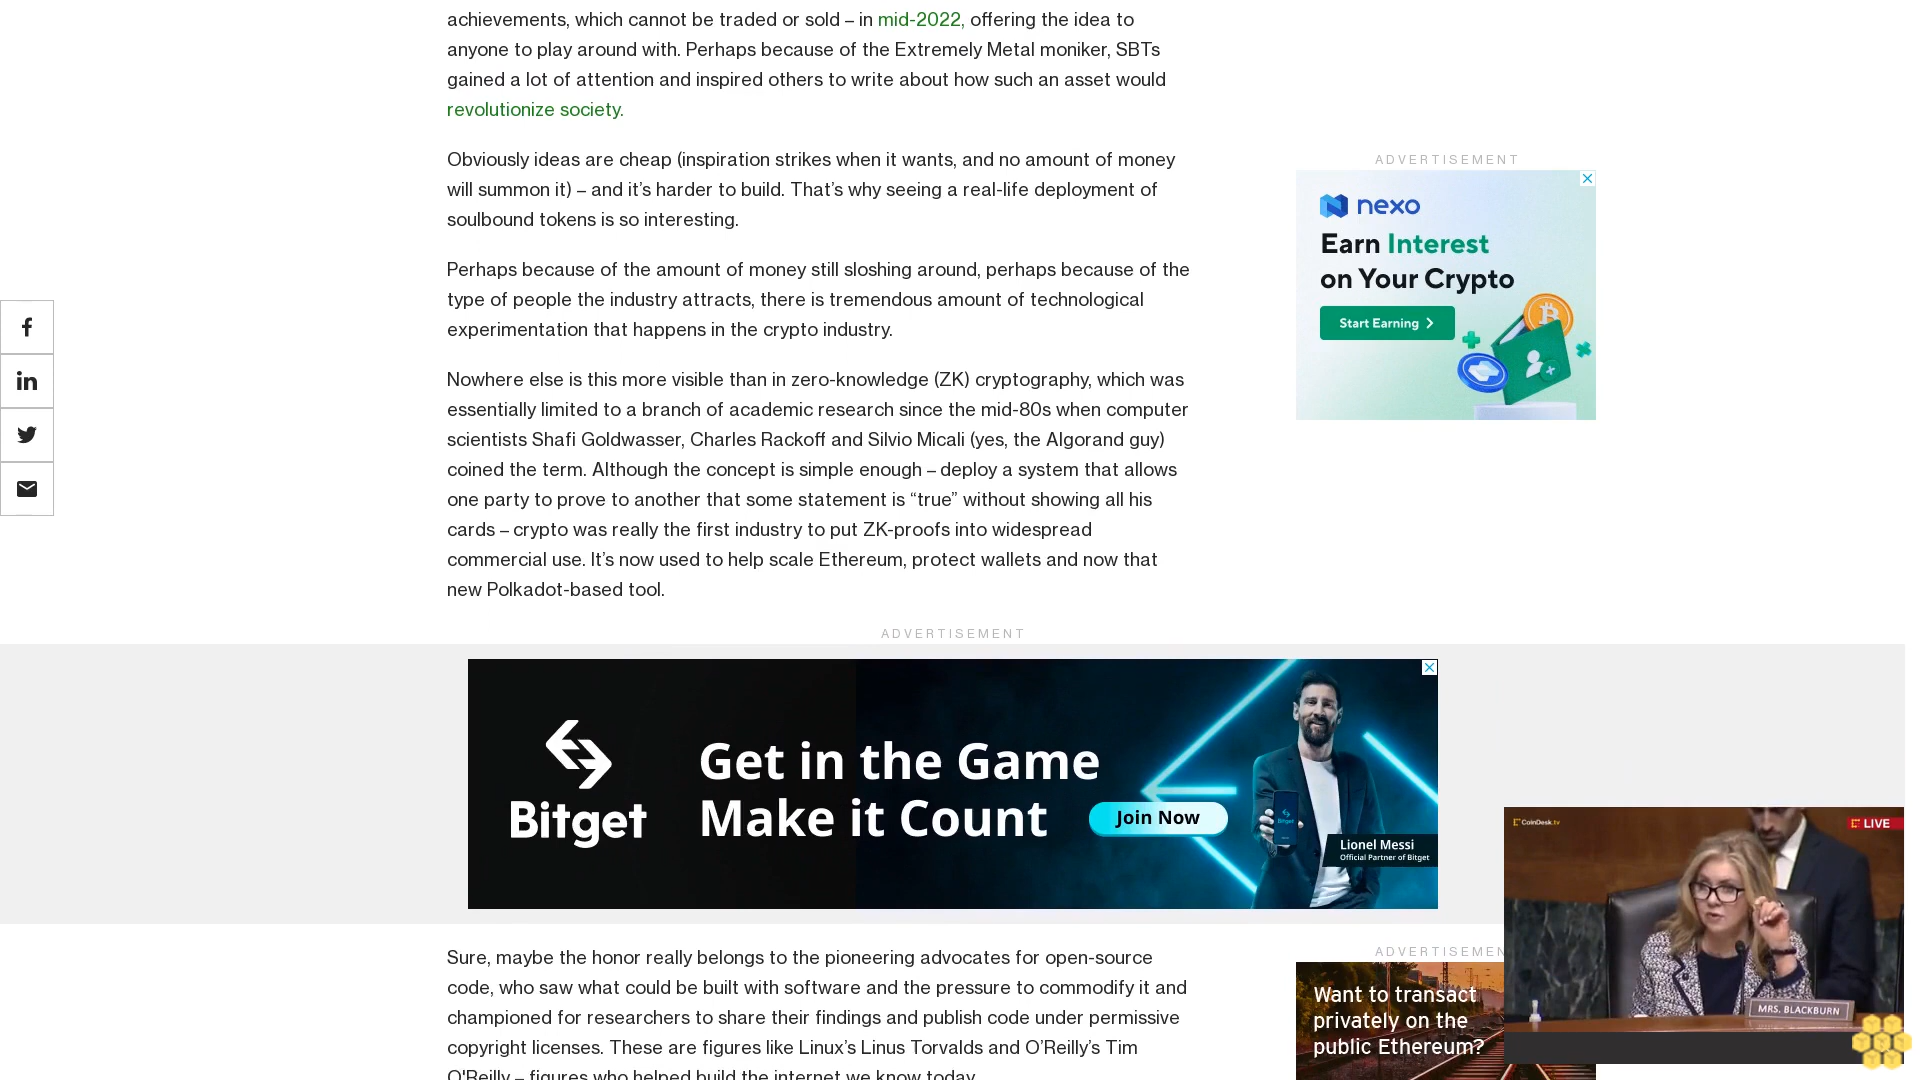 achievements, which cannot be traded or sold – in mid-2022, offering the idea to
anyone to play around with. Perhaps because of the Extremely Metal moniker, SBTs
gained a lot of attention and inspired others to write about how such an asset would
revolutionize society.
Obviously ideas are cheap (inspiration strikes when it wants, and no amount of money
will summon it) – and it’s harder to build. That’s why seeing a real-life deployment of
soulbound tokens is so interesting.
Perhaps because of the amount of money still sloshing around, perhaps because of the
type of people the industry attracts, there is tremendous amount of technological
experimentation that happens in the crypto industry.
Nowhere else is this more visible than in zero-knowledge (ZK) cryptography, which was
essentially limited to a branch of academic research since the mid-80s when computer
scientists Shafi Goldwasser, Charles Rackoff and Silvio Micali (yes, the Algorand guy)
coined the term. Although the concept is simple enough – deploy a system that allows
one party to prove to another that some statement is “true” without showing all his
cards – crypto was really the first industry to put ZK-proofs into widespread
commercial use. It’s now used to help scale Ethereum, protect wallets and now that
new Polkadot-based tool.
ADVERTISEMENT
nexo
Earn Interest
on Your Crypto
Start Earning
ADVERTISEMENT
Bitget
Get in the Game
Make it Count
Join Now
Lionel Messi
Official Partner of Bitget
Sure, maybe the honor really belongs to the pioneering advocates for open-source
code, who saw what could be built with software and the pressure to commodify it and
championed for researchers to share their findings and publish code under permissive
copyright licenses. These are figures like Linux’s Linus Torvalds and O’Reilly’s Tim
O'Reilly – figures who helped build the internet we know today.
ADVERTISEMEN
Want to transact
privately on the
public Ethereum?
CoinDesk.tv
LIVE
MRS. BLACKBURN